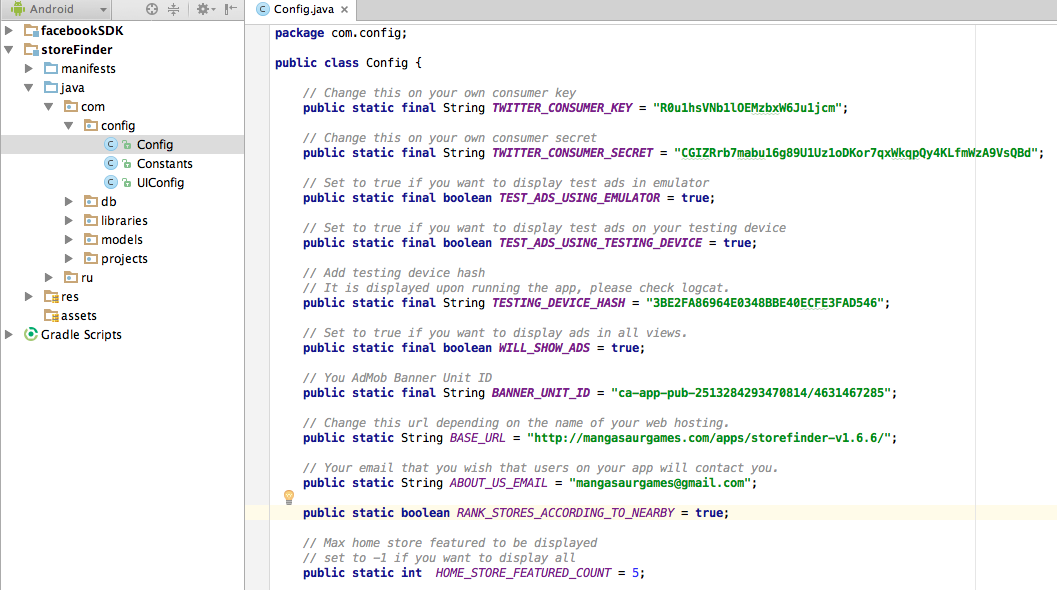 Android
Config.java
facebookSDK
storeFinder
manifests
java
com
config
Config
Constants
UIConfig
db
libraries
models
projects
ru
res
assets
Gradle Scripts
package com.config;
public class Config {
// Change this on your own consumer key
public static final String TWITTER_CONSUMER_KEY = "R0u1hsVNb1lOEMzbxW6Ju1jcm";
// Change this on your own consumer secret
public static final String TWITTER_CONSUMER_SECRET = "CGIZRrb7mabu16g89U1Uz1oDKor7qxWkqpQy4KLfmWzA9VsQBd";
// Set to true if you want to display test ads in emulator
public static final boolean TEST_ADS_USING_EMULATOR = true;
// Set to true if you want to display test ads on your testing device
public static final boolean TEST_ADS_USING_TESTING_DEVICE = true;
// Add testing device hash
// It is displayed upon running the app, please check logcat.
public static final String TESTING_DEVICE_HASH = "3BE2FA86964E0348BBE40ECFE3FAD546";
// Set to true if you want to display ads in all views.
public static final boolean WILL_SHOW_ADS = true;
// You AdMob Banner Unit ID
public static final String BANNER_UNIT_ID = "ca-app-pub-2513284293470814/4631467285";
// Change this url depending on the name of your web hosting.
public static String BASE_URL = "http://mangasaurgames.com/apps/storefinder-v1.6.6/";
// Your email that you wish that users on your app will contact you.
public static String ABOUT_US_EMAIL = "mangasaurgames@gmail.com";
public static boolean RANK_STORES_ACCORDING_TO_NEARBY = true;
// Max home store featured to be displayed
// set to -1 if you want to display all
public static int HOME_STORE_FEATURED_COUNT = 5;